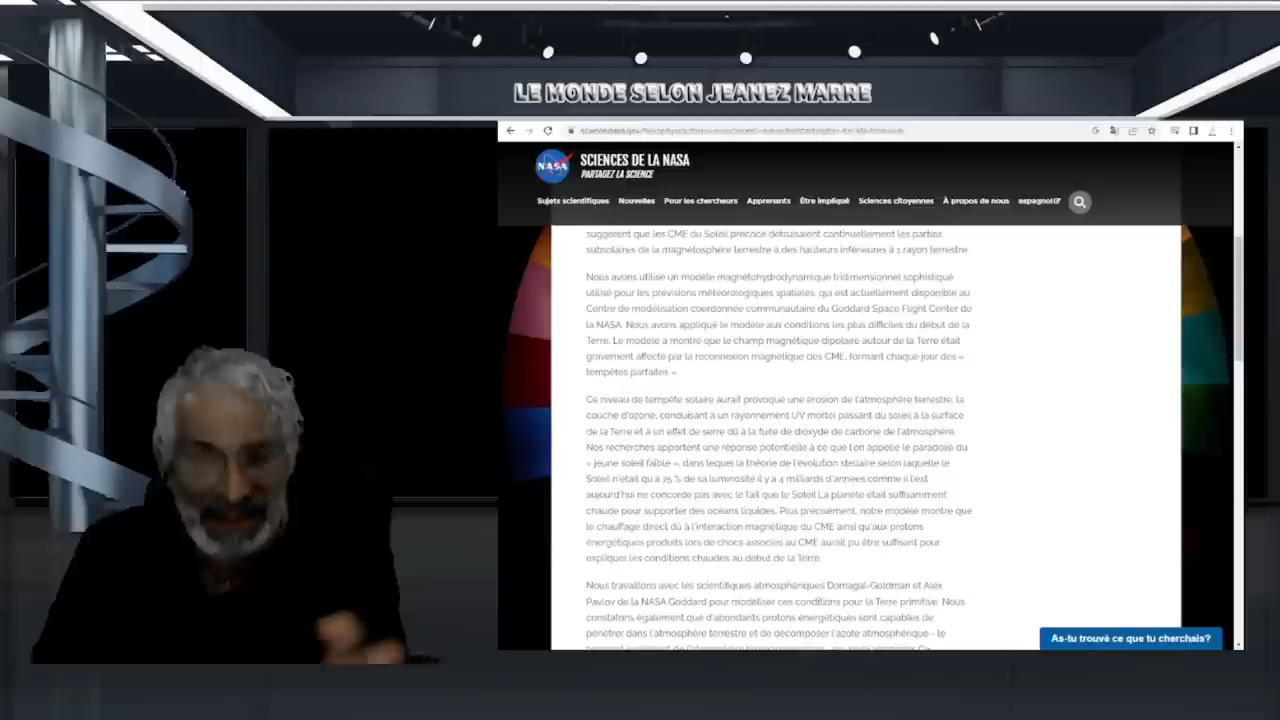 LE MONDE SELON JEANEZ MARRE
NASA
SCIENCES DE LA NASA
PARTAGEZ LA SCIENCE
Sujets scientifiques Nouvelles Pour les chercheurs Apprenants Être impliqué Sciences citoyennes À propos de nous espagnol
suggèrent que les CME du Soleil précoce détruisaient continuellement les parties
subsolaires de la magnétosphère terrestre à des hauteurs inférieures à 1 rayon terrestre.
Nous avons utilisé un modèle magnétohydrodynamique tridimensionnel sophistiqué
utilisé pour les prévisions météorologiques spatiales, qui est actuellement disponible au
Centre de modélisation coordonnée communautaire du Goddard Space Flight Center de
la NASA. Nous avons appliqué le modèle aux conditions les plus difficiles du début de la
Terre. Le modèle a montré que le champ magnétique dipolaire autour de la Terre était
gravement affecté par la reconnexion magnétique des CME, formant chaque jour des «
tempêtes parfaites »
Ce niveau de tempête solaire aurait provoqué une érosion de l'atmosphère terrestre, la
couche d'ozone, conduisant à un rayonnement UV mortel passant du soleil à la surface
de la Terre et à un effet de serre dû à la fuite de dioxyde de carbone de l'atmosphère.
Nos recherches apportent une réponse potentielle à ce que l'on appelle le paradoxe du
« jeune soleil faible », dans lequel la théorie de l'évolution stellaire selon laquelle le
Soleil n'était qu'à 75 % de sa luminosité il y a 4 milliards d'années comme il l'est
aujourd'hui ne concorde pas avec le fait que le Soleil La planète était suffisamment
chaude pour supporter des océans liquides. Plus précisément, notre modèle montre que
le chauffage direct dû à l'interaction magnétique du CME ainsi qu'aux protons
énergétiques produits lors de chocs associés au CME aurait pu être suffisant pour
expliquer les conditions chaudes au début de la Terre.
Nous travaillons avec les scientifiques atmosphériques Domagal-Goldman et Alex
Pavlov de la NASA Goddard pour modéliser ces conditions pour la Terre primitive. Nous
constatons également que d'abondants protons énergétiques sont capables de
pénétrer dans l'atmosphère terrestre et de décomposer l'azote atmosphérique - le
As-tu trouvé ce que tu cherchais?